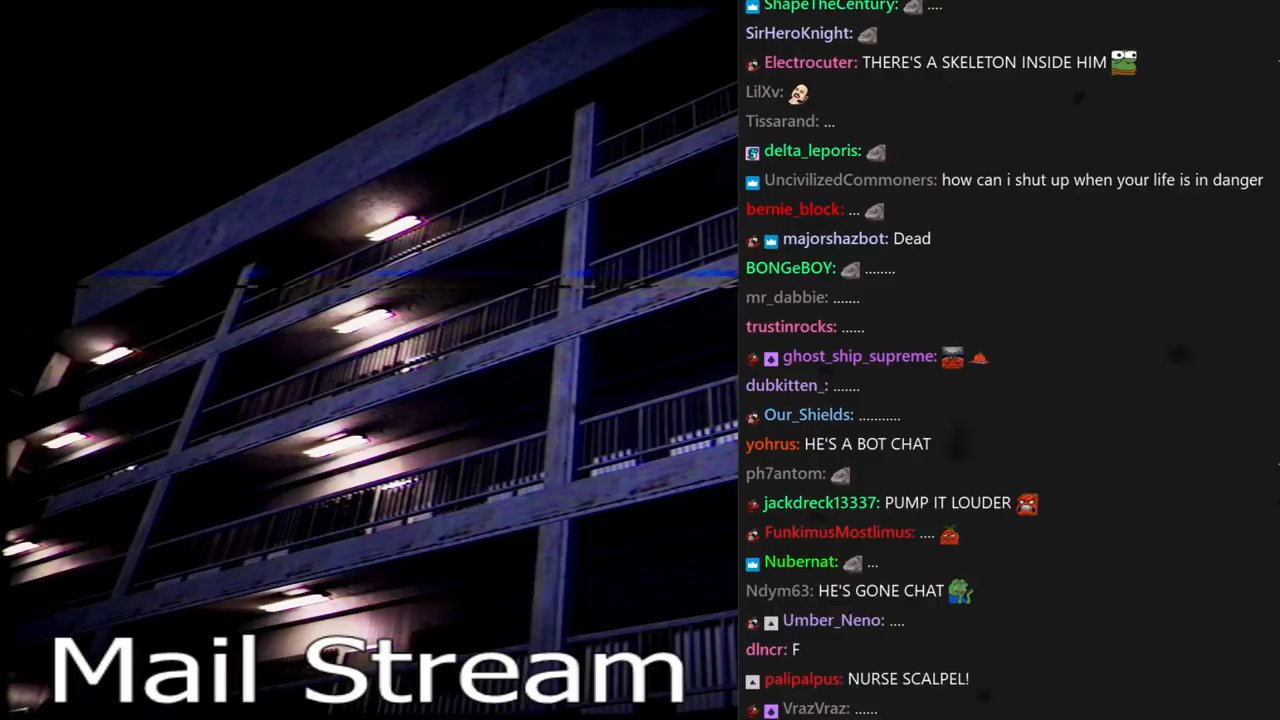 ShapeTheCentury: ....
SirHeroKnight:
Electrocuter: THERE'S A SKELETON INSIDE HIM
LilXv:
Tissarand: ...
delta_leporis:
UncivilizedCommoners: how can i shut up when your life is in danger
bernie_block: ...
majorshazbot: Dead
BONGeBOY: ........
mr_dabbie: .......
trustinrocks: ......
ghost_ship_supreme:
dubkitten_: .......
Our_Shields: ...........
yohrus: HE'S A BOT CHAT
ph7antom:
jackdreck13337: PUMP IT LOUDER
FunkimusMostlimus: ....
Nubernat: ...
Ndym63: HE'S GONE CHAT
Umber_Neno: ....
dlncr: F
palipalpus: NURSE SCALPEL!
VrazVraz: ......
Mail Stream